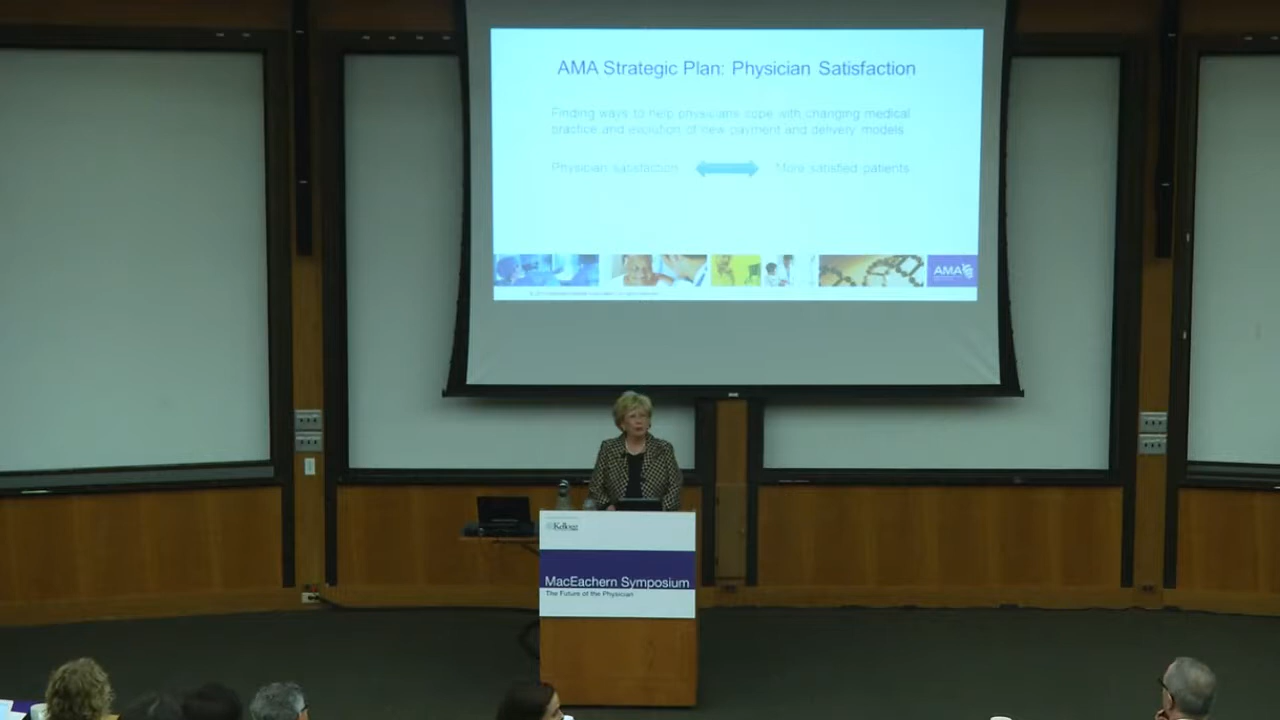 AMA Strategic Plan: Physician Satisfaction
Finding ways to help physicians cope with changing medical
practice and evolution of new payment and delivery models
Physician satisfaction More satisfied patients
AMA
Kellogg
MacEachern Symposium
The Future of the Physician